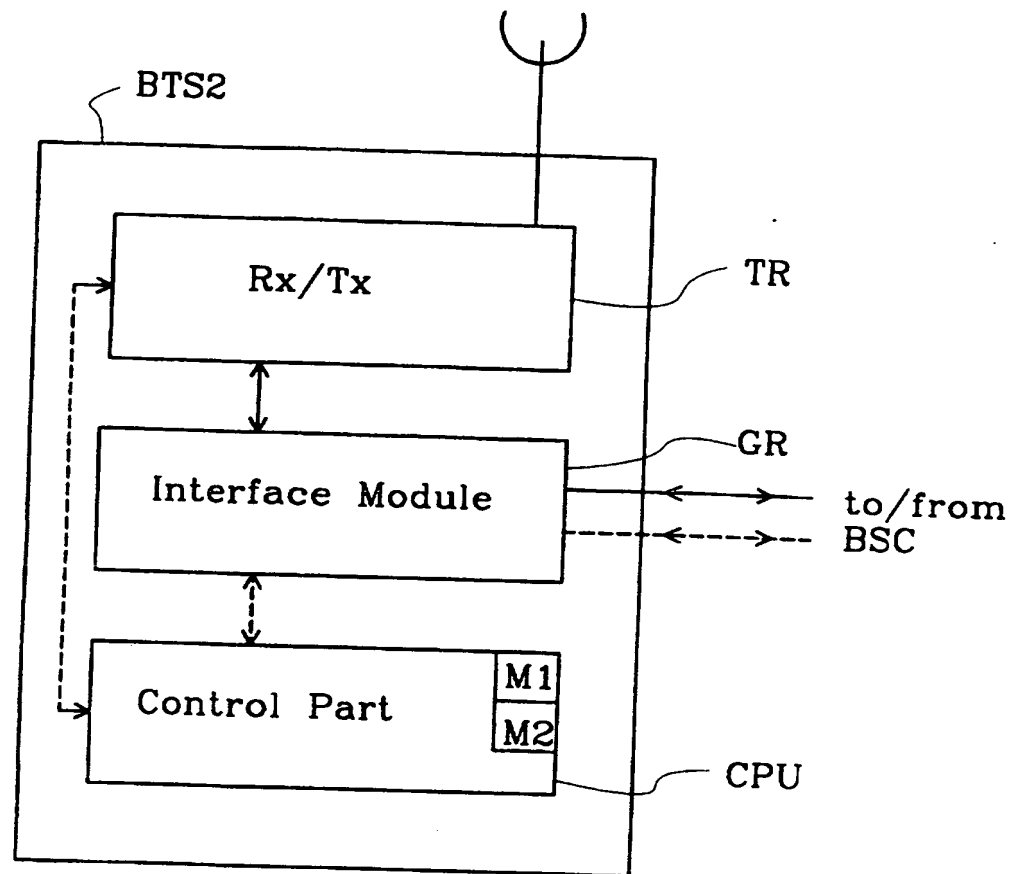 BTS2
Rx/Tx
TR
GR
Interface Module
to/from
BSC
M1
Control Part
M2
CPU